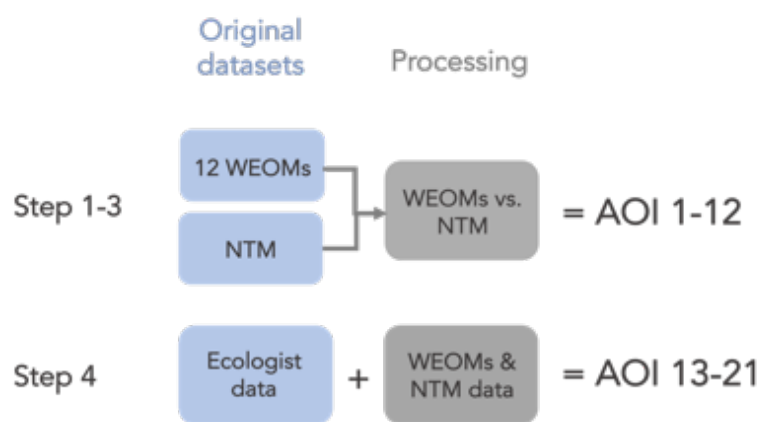 Original
datasets
Processing
Step 1-3
12 WEOMs
NTM
WEOMs vs.
NTM
= AOI 1-12
Step 4
Ecologist
data
+
WEOMs &
NTM data
= AOI 13-21